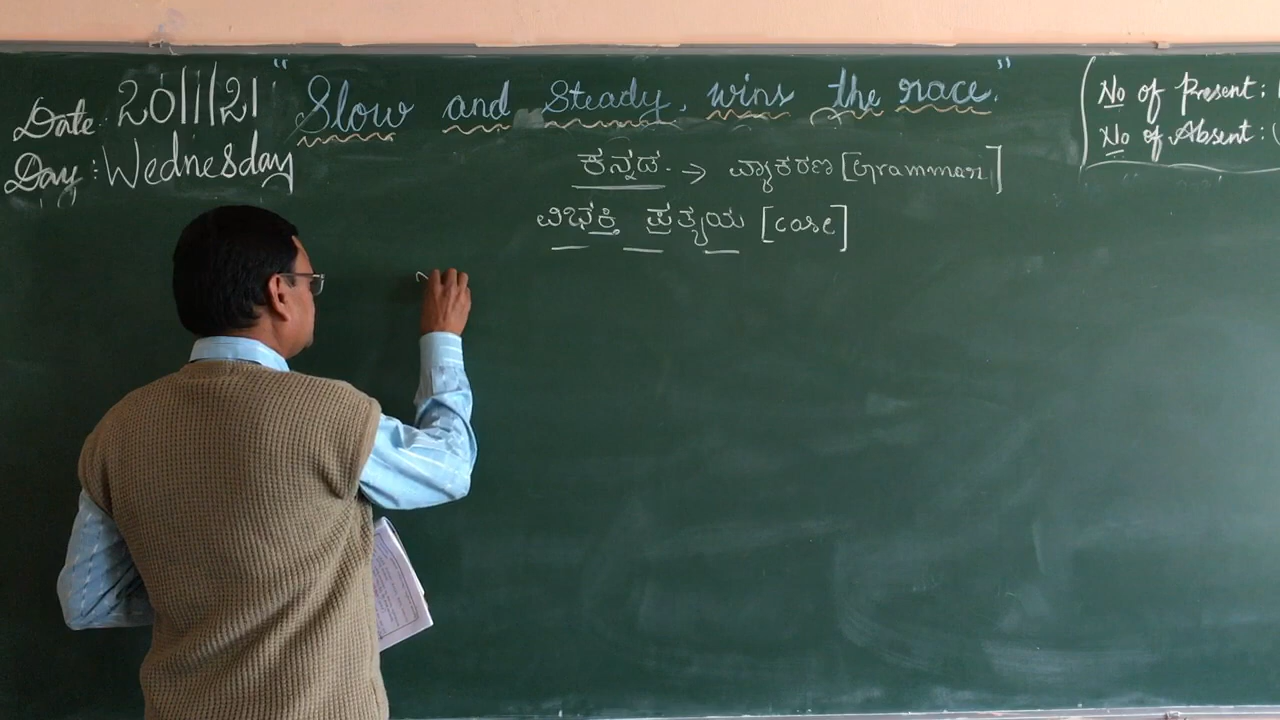 Date: 20/1/21 "Slow and Steady, wins the race."
Day: Wednesday
No of Present:
No of Absent:
ಕನ್ನಡ. → ವ್ಯಾಕರಣ [Grammar]
ವಿಭಕ್ತಿ ಪ್ರತ್ಯಯ [case]